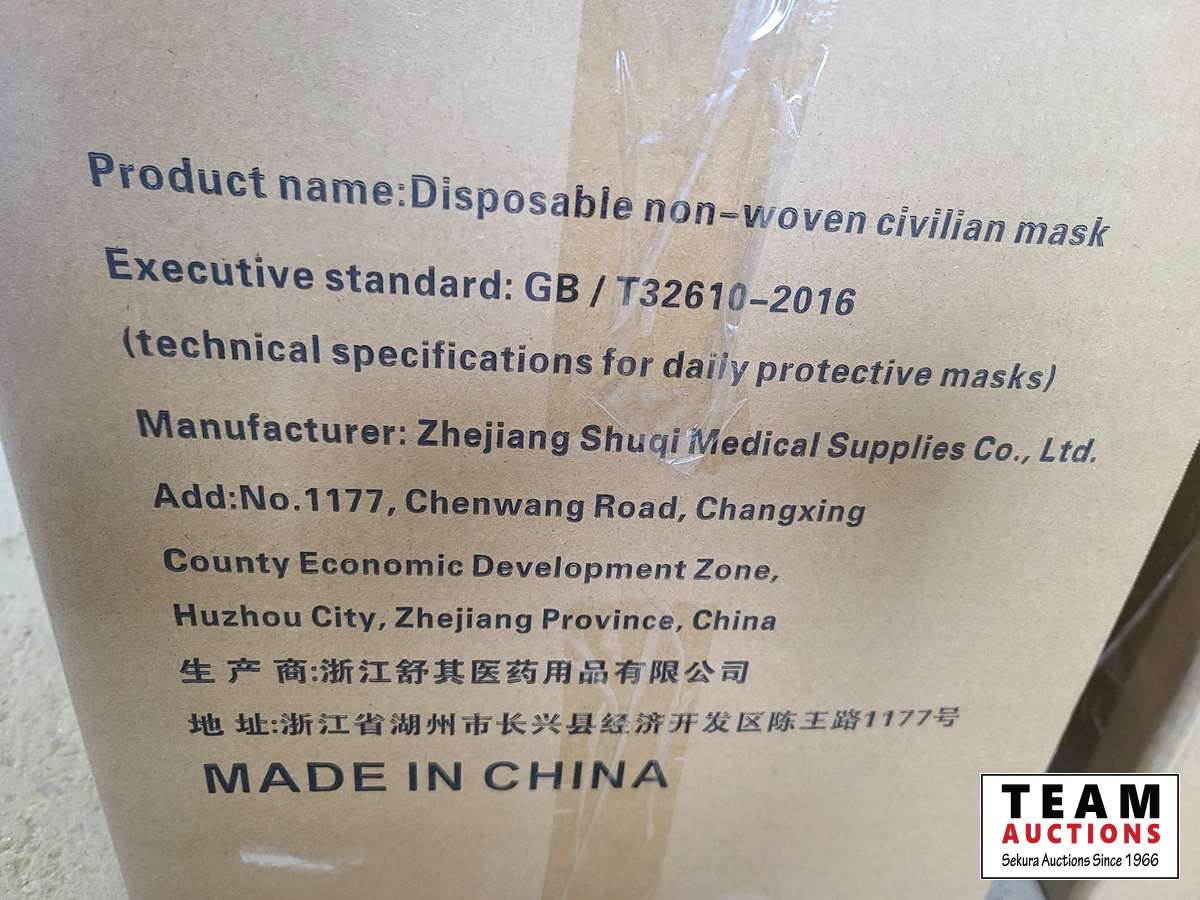 Product name:Disposable non-woven civilian mask
Executive standard: GB / T32610-2016
(technical specifications for daily protective masks)
Manufacturer: Zhejiang Shuqi Medical Supplies Co., Ltd.
Add:No.1177, Chenwang Road, Changxing
County Economic Development Zone,
Huzhou City, Zhejiang Province, China
生 产 商:浙江舒其医药用品有限公司
地 址:浙江省湖州市长兴县经济开发区陈王路1177号
MADE IN CHINA
TEAM
AUCTIONS
Sekura Auctions Since 1966